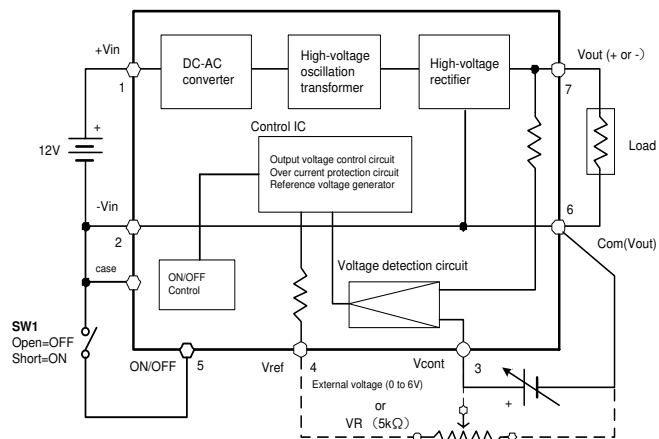 +Vin
1
DC-AC
converter
High-voltage
oscillation
transformer
High-voltage
rectifier
Vout (+ or -)
7
12V
+
Control IC
Output voltage control circuit
Over current protection circuit
Reference voltage generator
Load
-Vin
2
6
Com(Vout)
case
ON/OFF
Control
Voltage detection circuit
SW1
Open=OFF
Short=ON
ON/OFF
5
Vref
4
Vcont
3
External voltage (0 to 6V)
+
or
VR (5kΩ)